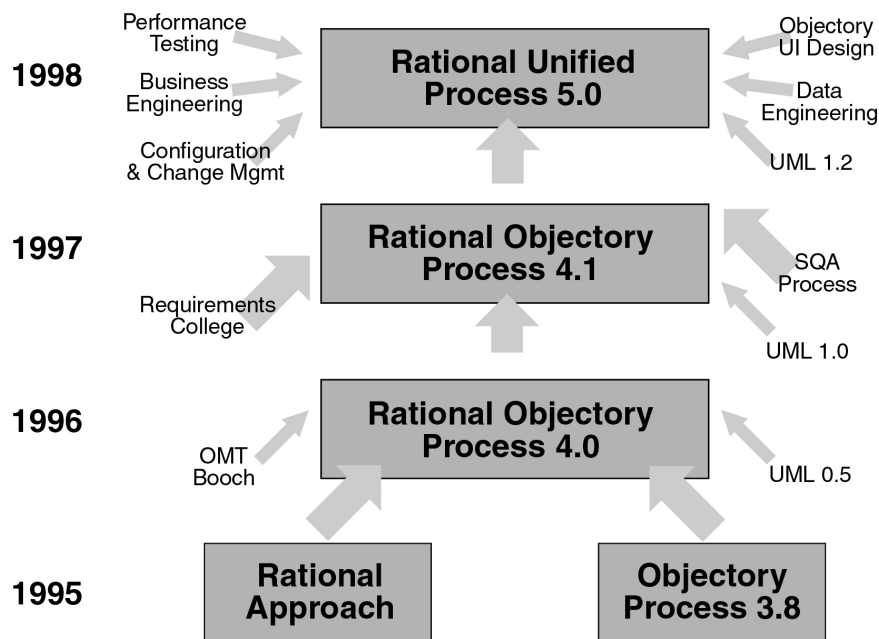 Performance
Testing
Objectory
UI Design
1998
Rational Unified
Process 5.0
Business
Engineering
Data
Engineering
Configuration
& Change Mgmt
UML 1.2
1997
Rational Objectory
Process 4.1
SQA
Process
Requirements
College
UML 1.0
1996
Rational Objectory
Process 4.0
OMT
Booch
UML 0.5
1995
Rational
Approach
Objectory
Process 3.8